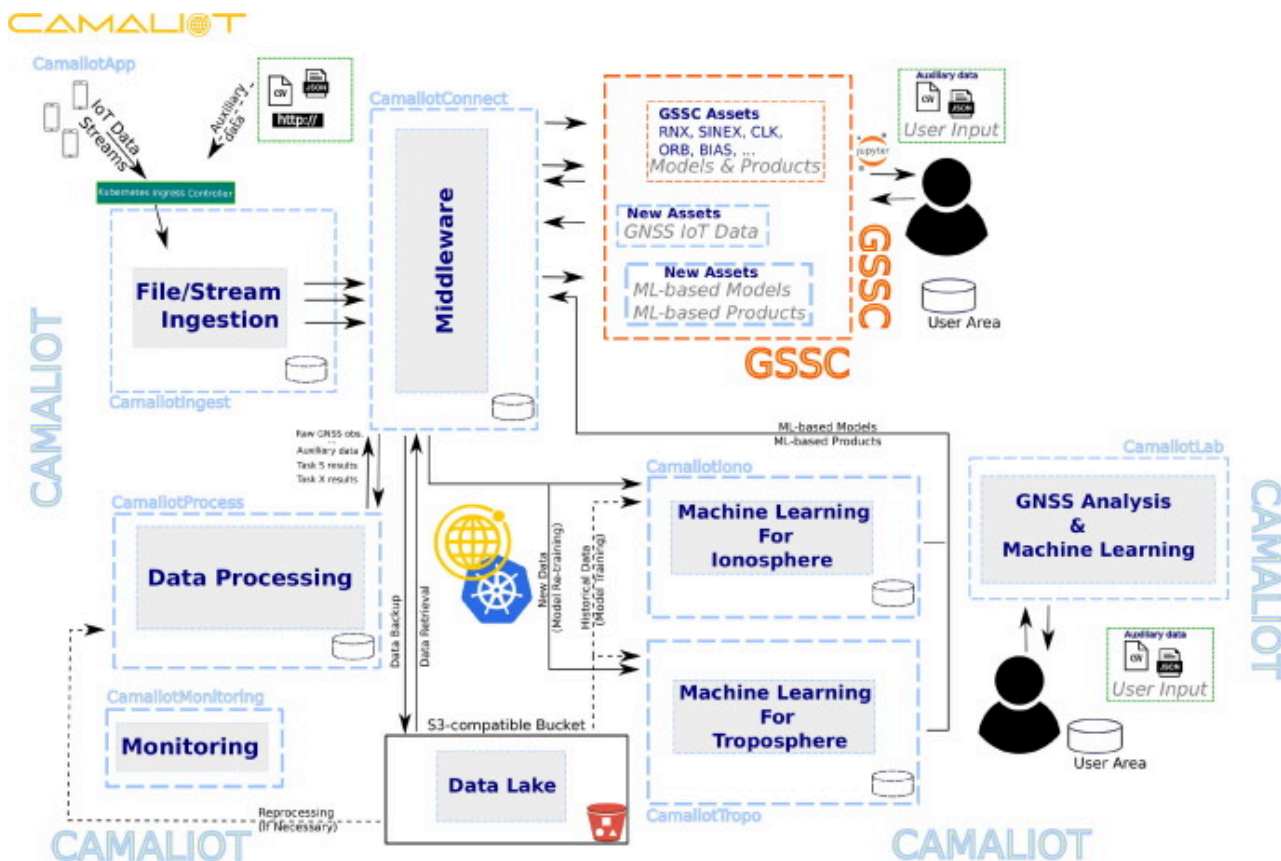 CAMALIOT
CamaliotApp
IoT Data
Streams
Auxiliary
data
CSV
JSON
http://
Kubernetes Ingress Controller
File/Stream
Ingestion
CamaliotIngest
CamaliotConnect
Middleware
GSSC Assets
RNX, SINEX, CLK,
ORB, BIAS, ...
Models & Products
New Assets
GNSS IoT Data
New Assets
ML-based Models
ML-based Products
GSSC
GSSC
jupyter
Auxiliary data
CSV
JSON
User Input
User Area
CAMALIOT
Raw GNSS obs.
...
Auxiliary data
Task 5 results
Task X results
CamaliotProcess
Data Processing
CamaliotMonitoring
Monitoring
Reprocessing
(If Necessary)
CAMALIOT
Data Backup
Data Retrieval
S3-compatible Bucket
Data Lake
New Data
(Model Re-training)
Historical Data
(Model Training)
ML-based Models
ML-based Products
CamaliotIono
Machine Learning
For
Ionosphere
Machine Learning
For
Troposphere
CamaliotTropo
CamaliotLab
GNSS Analysis
&
Machine Learning
Auxiliary data
CSV
JSON
User Input
User Area
CAMALIOT
CAMALIOT